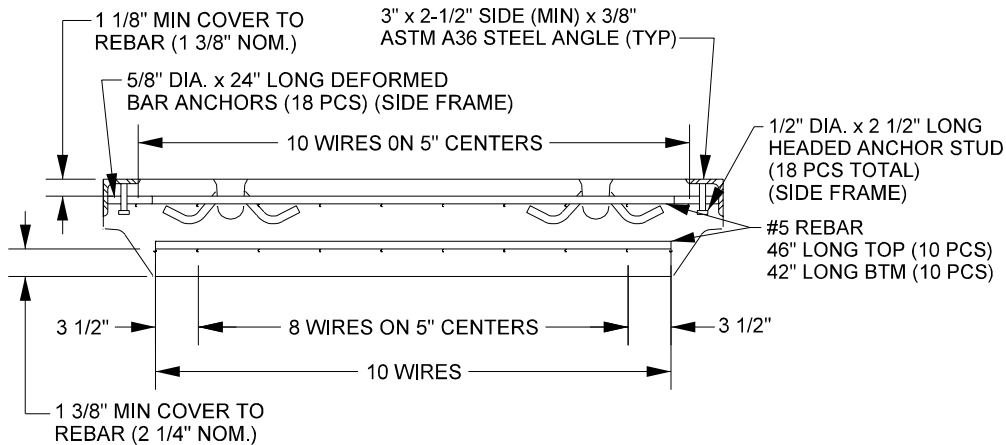 1 1/8" MIN COVER TO
REBAR (1 3/8" NOM.)
3" x 2-1/2" SIDE (MIN) x 3/8"
ASTM A36 STEEL ANGLE (TYP)
5/8" DIA. x 24" LONG DEFORMED
BAR ANCHORS (18 PCS) (SIDE FRAME)
10 WIRES 0N 5" CENTERS
1/2" DIA. x 2 1/2" LONG
HEADED ANCHOR STUD
(18 PCS TOTAL)
(SIDE FRAME)
#5 REBAR
46" LONG TOP (10 PCS)
42" LONG BTM (10 PCS)
3 1/2"
8 WIRES ON 5" CENTERS
3 1/2"
10 WIRES
1 3/8" MIN COVER TO
REBAR (2 1/4" NOM.)